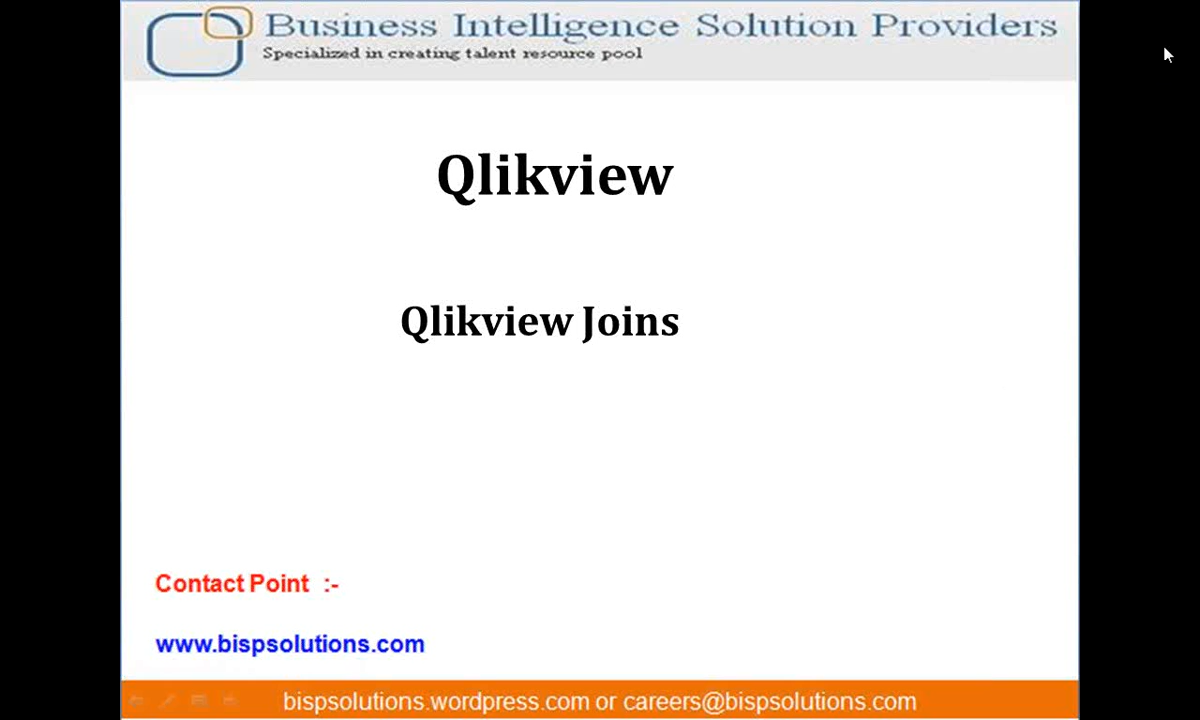 Business Intelligence Solution Providers
Specialized in creating talent resource pool
Qlikview
Qlikview Joins
Contact Point :-
www.bispsolutions.com
bispsolutions.wordpress.com or careers@bispsolutions.com